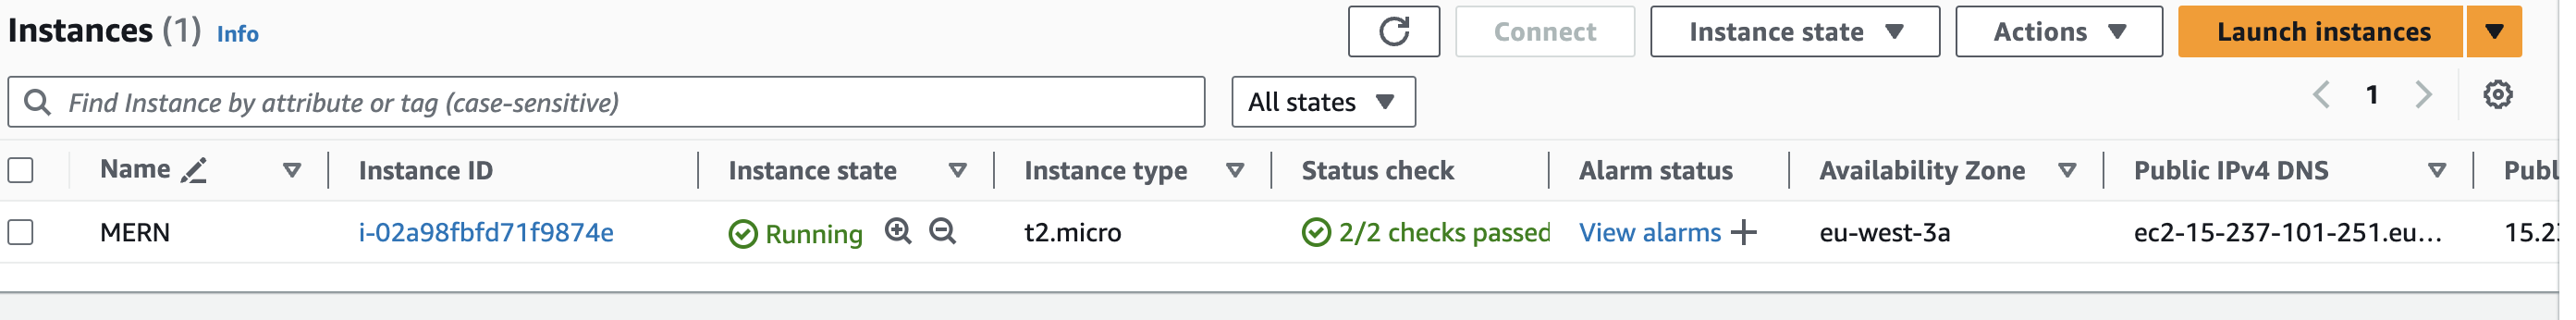 Instances (1) Info Connect Instance state Actions Launch instances
Find Instance by attribute or tag (case-sensitive) All states 1
Name Instance ID Instance state Instance type Status check Alarm status Availability Zone Public IPv4 DNS Publ
MERN i-02a98fbfd71f9874e Running t2.micro 2/2 checks passed View alarms eu-west-3a ec2-15-237-101-251.eu... 15.23